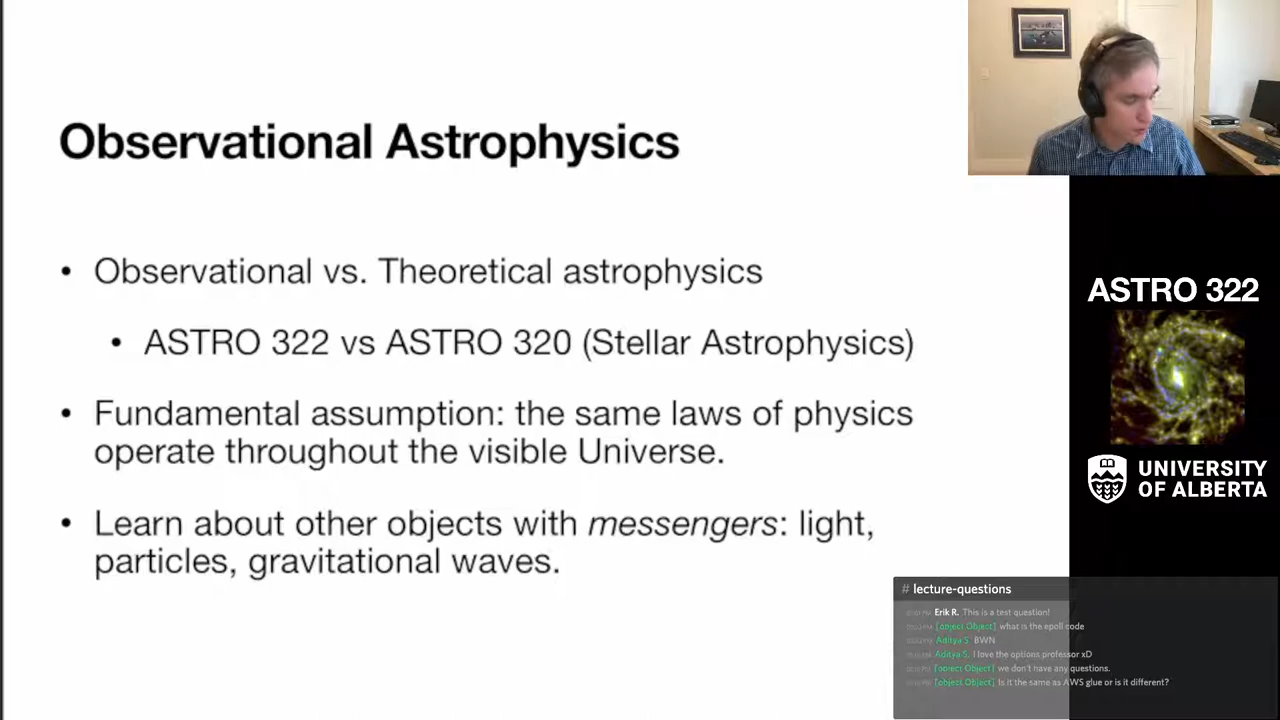 Observational Astrophysics
• Observational vs. Theoretical astrophysics
• ASTRO 322 vs ASTRO 320 (Stellar Astrophysics)
• Fundamental assumption: the same laws of physics
operate throughout the visible Universe.
• Learn about other objects with messengers: light,
particles, gravitational waves.
ASTRO 322
UNIVERSITY
OF ALBERTA
# lecture-questions
Erik R. This is a test question!
[object Object] what is the epoll code
Aditya S. BWN
Aditya S. I love the options professor xD
[object Object] we don't have any questions.
[object Object] Is it the same as AWS glue or is it different?